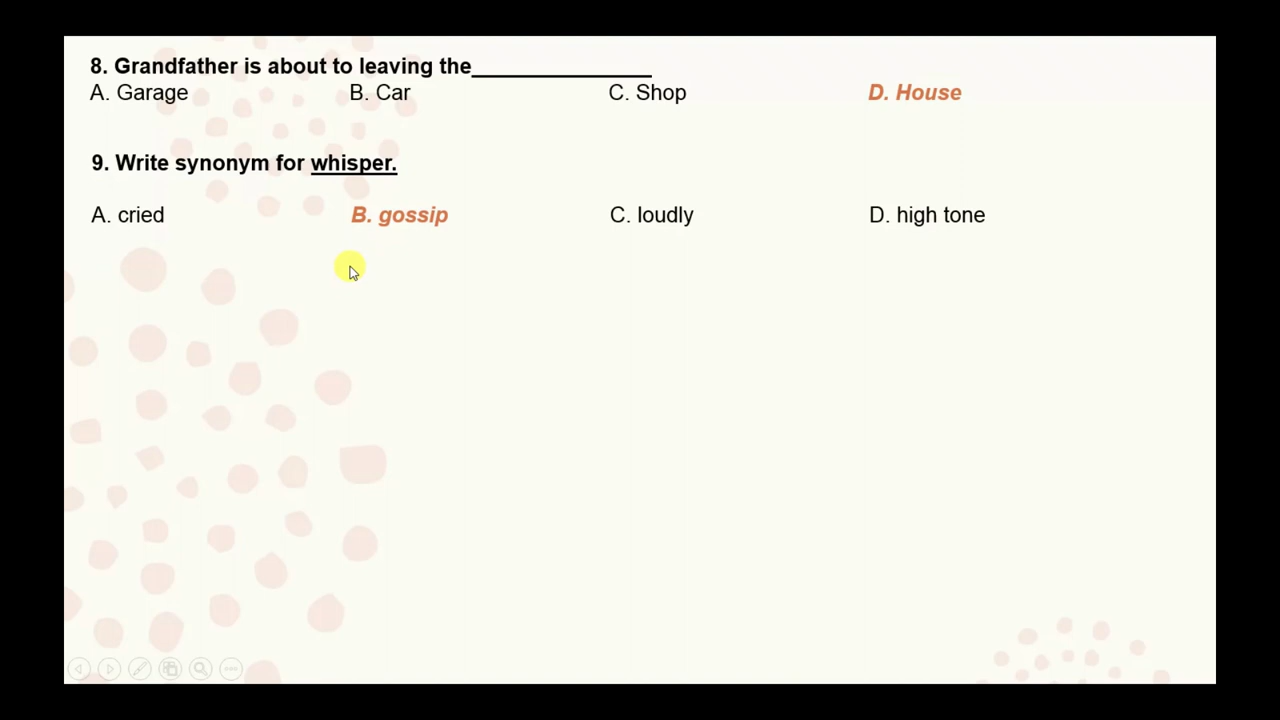 8. Grandfather is about to leaving the_______________
A. Garage B. Car C. Shop D. House
9. Write synonym for whisper.
A. cried B. gossip C. loudly D. high tone